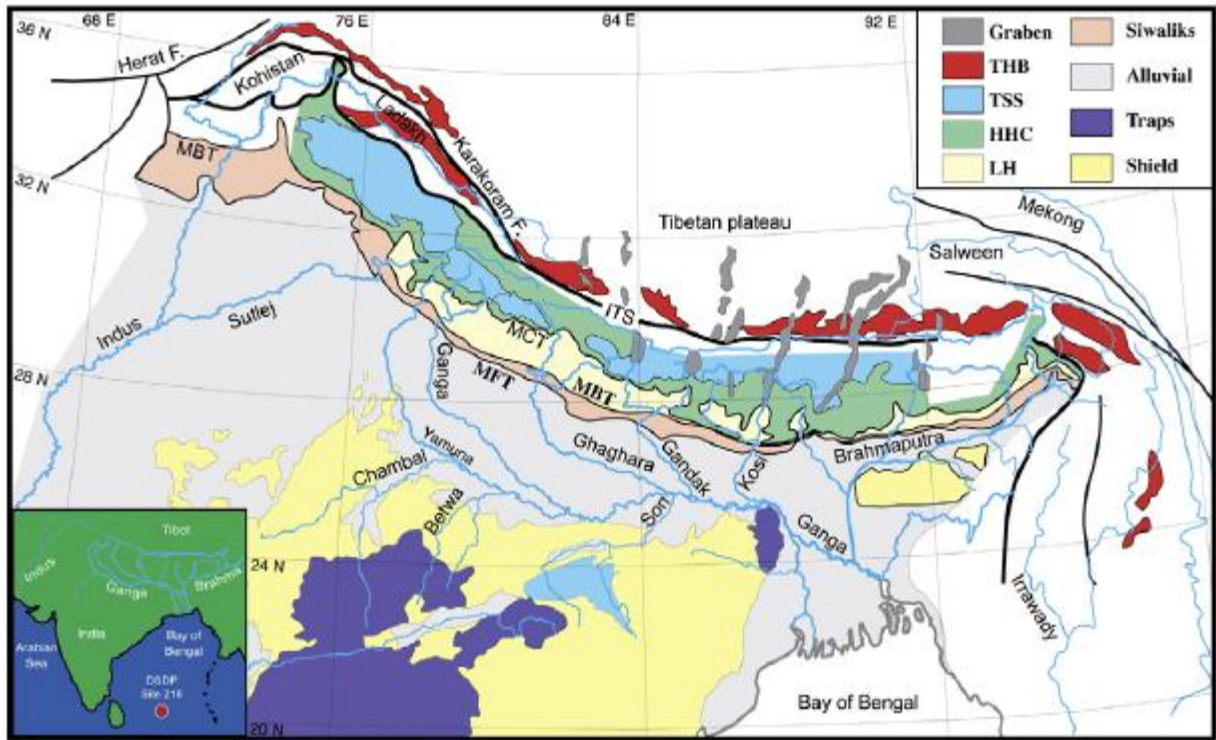 68 E
76 E
84 E
92 E
36 N
32 N
28 N
24 N
20 N
Graben
THB
TSS
HHC
LH
Siwaliks
Alluvial
Traps
Shield
Herat F.
Kohistan
Ladakh
Karakoram F.
MBT
Tibetan plateau
Mekong
Salween
ITS
Indus
Sutlej
MCT
Ganga
MFT
MBT
Yamuna
Ghaghara
Gandak
Kosi
Brahmaputra
Chambal
Betwa
Son
Ganga
Irrawady
Bay of Bengal
Tibet
Indus
Ganga
Brahma
India
Arabian
Sea
Bay of
Bengal
DSDP
Site 218